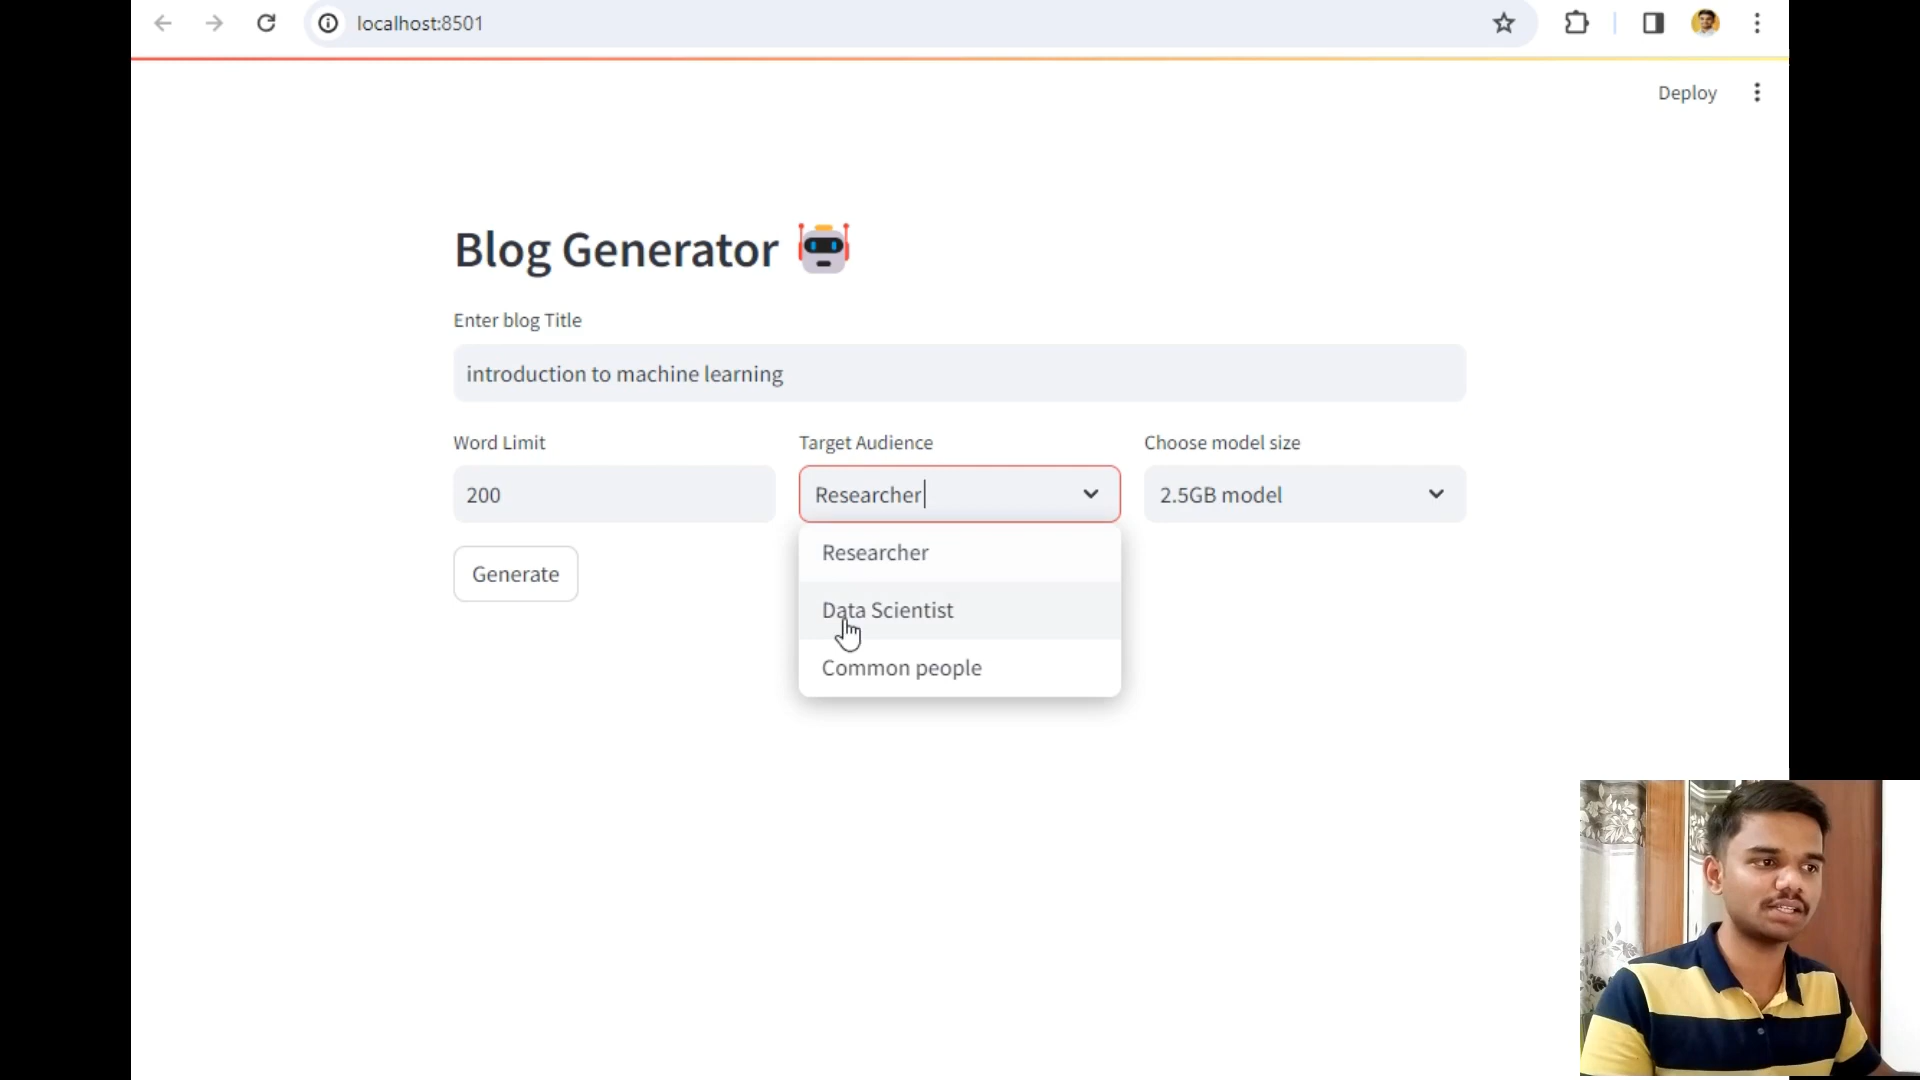 localhost:8501
Deploy
Blog Generator
Enter blog Title
introduction to machine learning
Word Limit
Target Audience
Choose model size
200
Researcher
2.5GB model
Researcher
Data Scientist
Common people
Generate